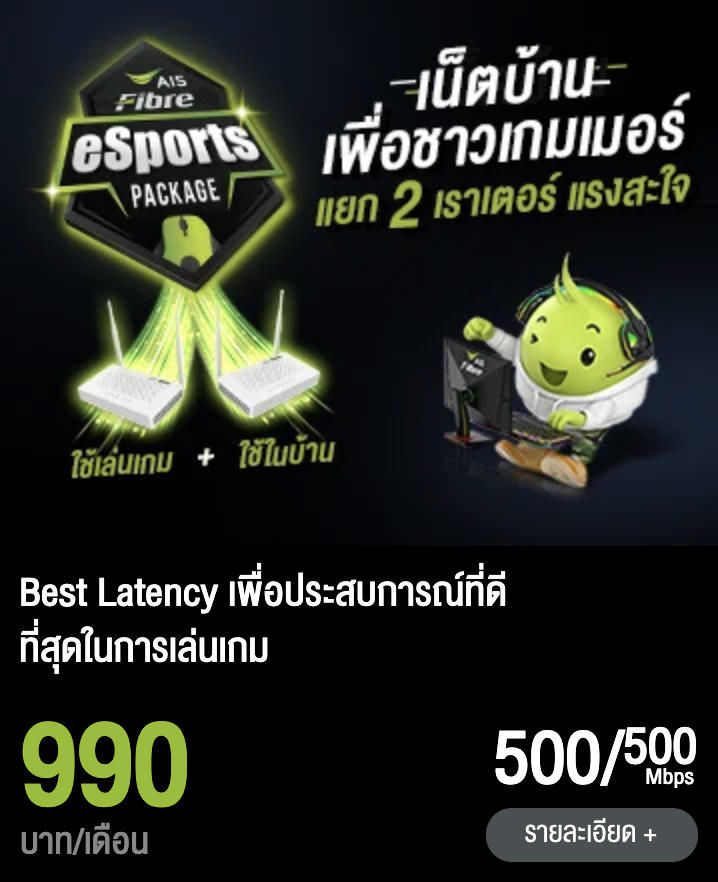 AIS
Fibre
eSports
PACKAGE
เน็ตบ้าน
เพื่อชาวเกมเมอร์
แยก 2 เราเตอร์ แรงสะใจ
AIS
Fibre
ใช้เล่นเกม + ใช้ในบ้าน
Best Latency เพื่อประสบการณ์ที่ดี
ที่สุดในการเล่นเกม
990
บาท/เดือน
500/500
Mbps
รายละเอียด +